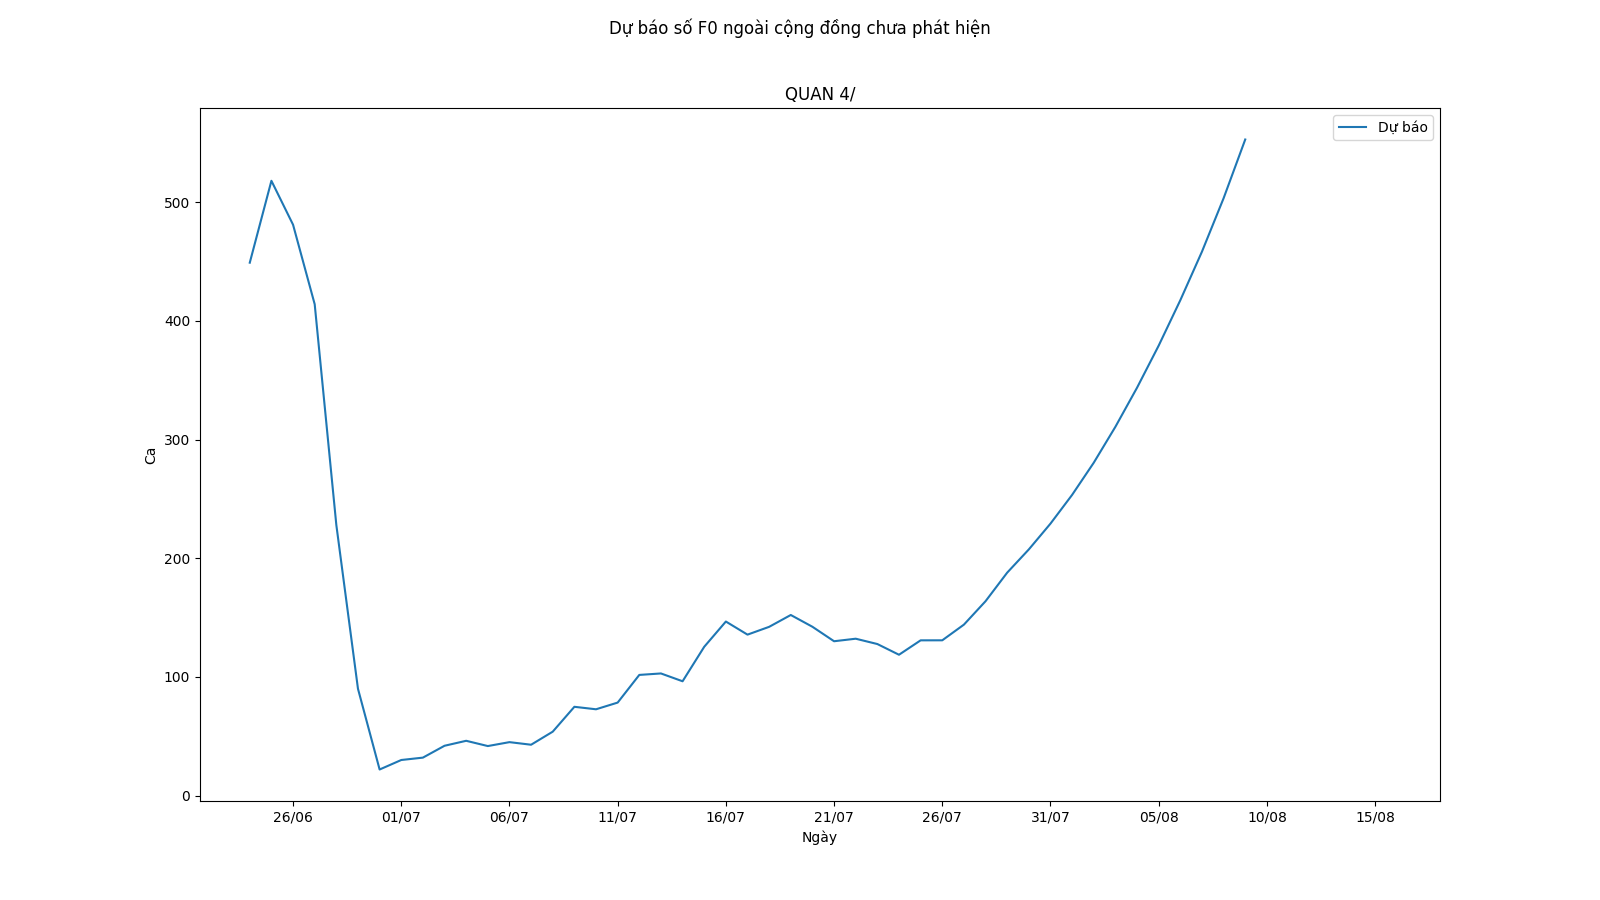 Dự báo số F0 ngoài cộng đồng chưa phát hiện
QUAN 4/
Dự báo
500
400
300
200
100
0
Ca
26/06 01/07 06/07 11/07 16/07 21/07 26/07 31/07 05/08 10/08 15/08
Ngày